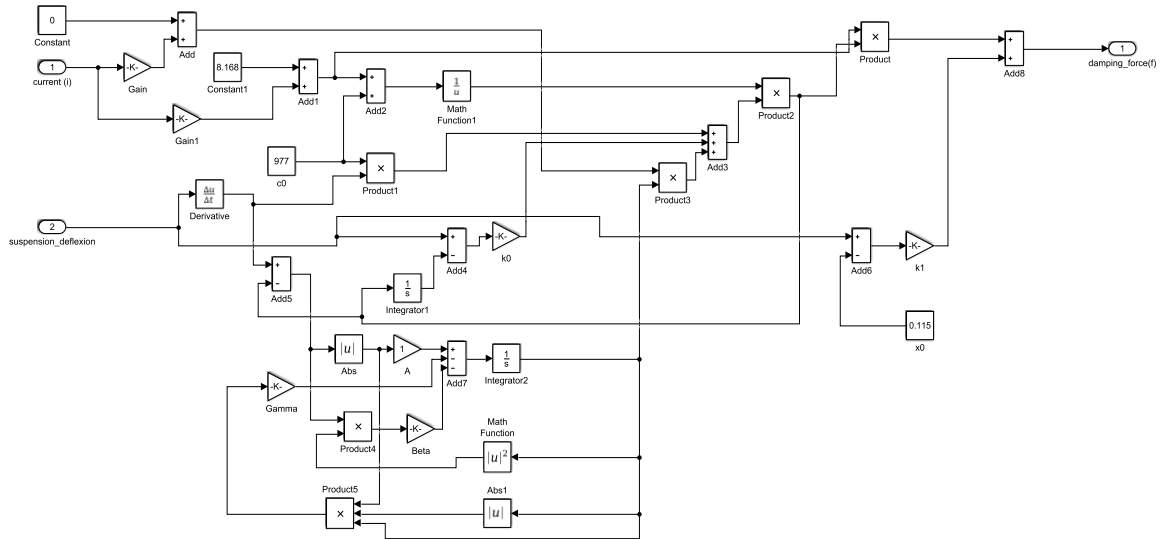 0
Constant
+
+
Add
1
current (i)
-K-
Gain
8.168
Constant1
+
+
Add1
-K-
Gain1
+
+
Add2
1
u
Math
Function1
×
Product2
×
Product
+
+
Add8
1
damping_force(f)
977
c0
×
Product1
+
+
+
Add3
×
Product3
Δu
Δt
Derivative
2
suspension_deflexion
+
−
Add4
-K-
k0
+
−
Add6
-K-
k1
+
−
Add5
1
s
Integrator1
0.115
x0
|u|
Abs
1
A
+
−
−
Add7
1
s
Integrator2
-K-
Gamma
×
Product4
-K-
Beta
Math
Function
|u|²
Product5
×
Abs1
|u|